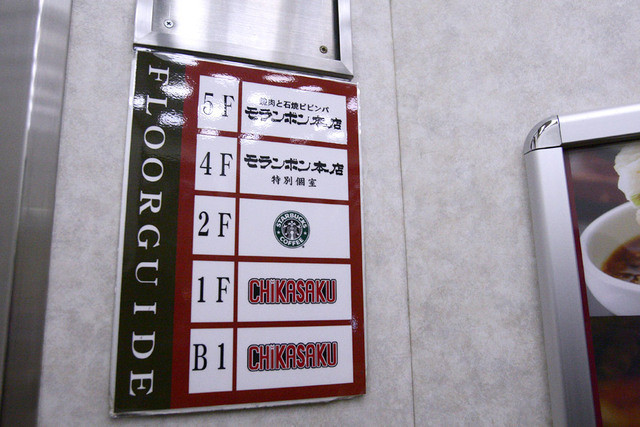 FLOORGUIDE
5F
焼肉と石焼ビビンバ
モランボン本店
4F
モランボン本店
特別個室
2F
STARBUCKS COFFEE
1F
CHiKASAKU
B1
CHiKASAKU